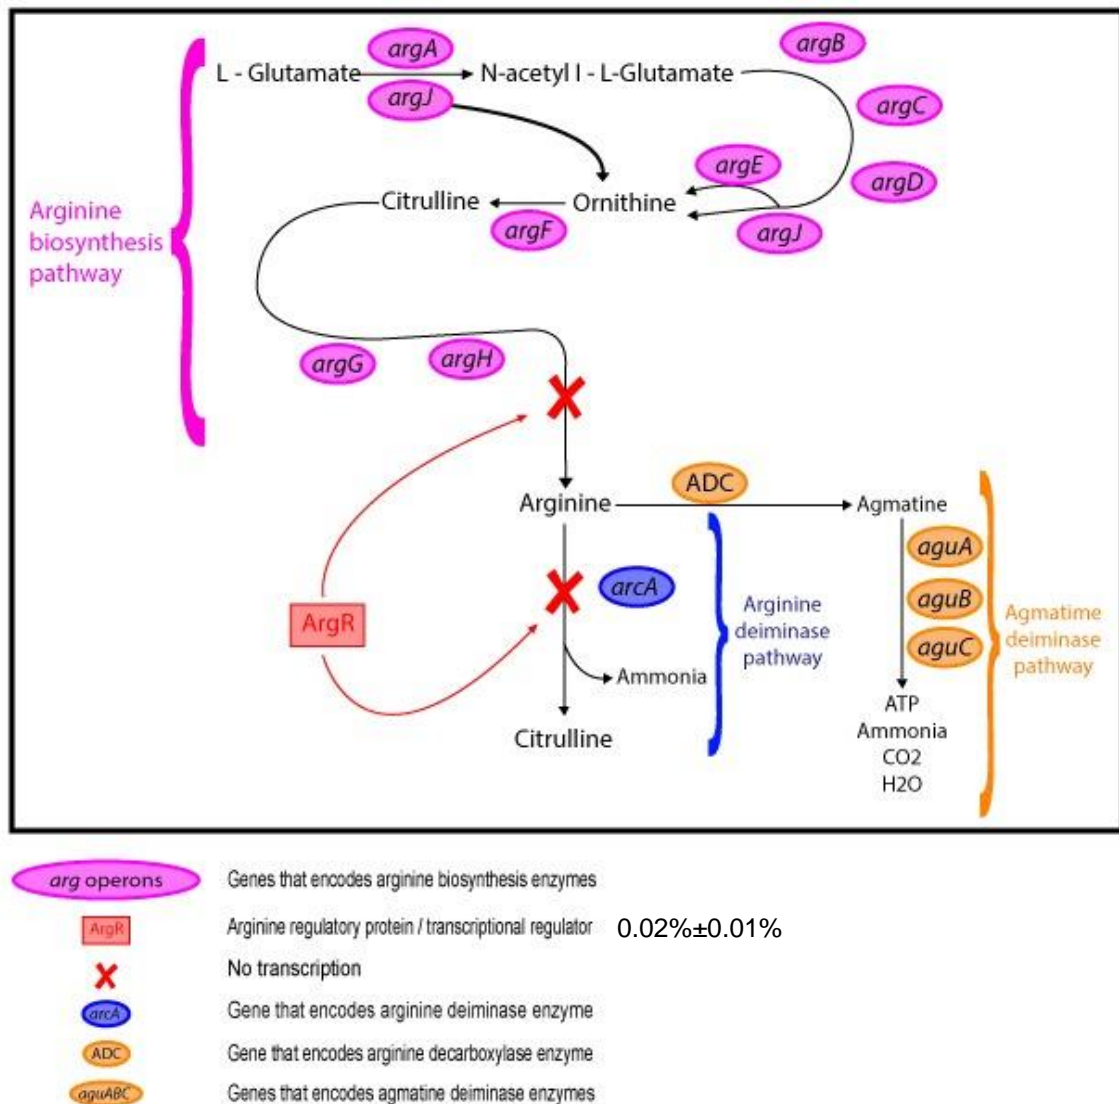 argA
argB
L - Glutamate
N-acetyl l - L-Glutamate
argJ
argC
argE
argD
Arginine
biosynthesis
pathway
Citrulline
Ornithine
argF
argJ
argG
argH
ADC
Arginine
Agmatine
aguA
arcA
aguB
Arginine
deiminase
pathway
Agmatime
deiminase
pathway
ArgR
aguC
Ammonia
ATP
Ammonia
CO2
H2O
Citrulline
arg operons Genes that encodes arginine biosynthesis enzymes
ArgR Arginine regulatory protein / transcriptional regulator 0.02%±0.01%
No transcription
arcA Gene that encodes arginine deiminase enzyme
ADC Gene that encodes arginine decarboxylase enzyme
aguABC Genes that encodes agmatine deiminase enzymes